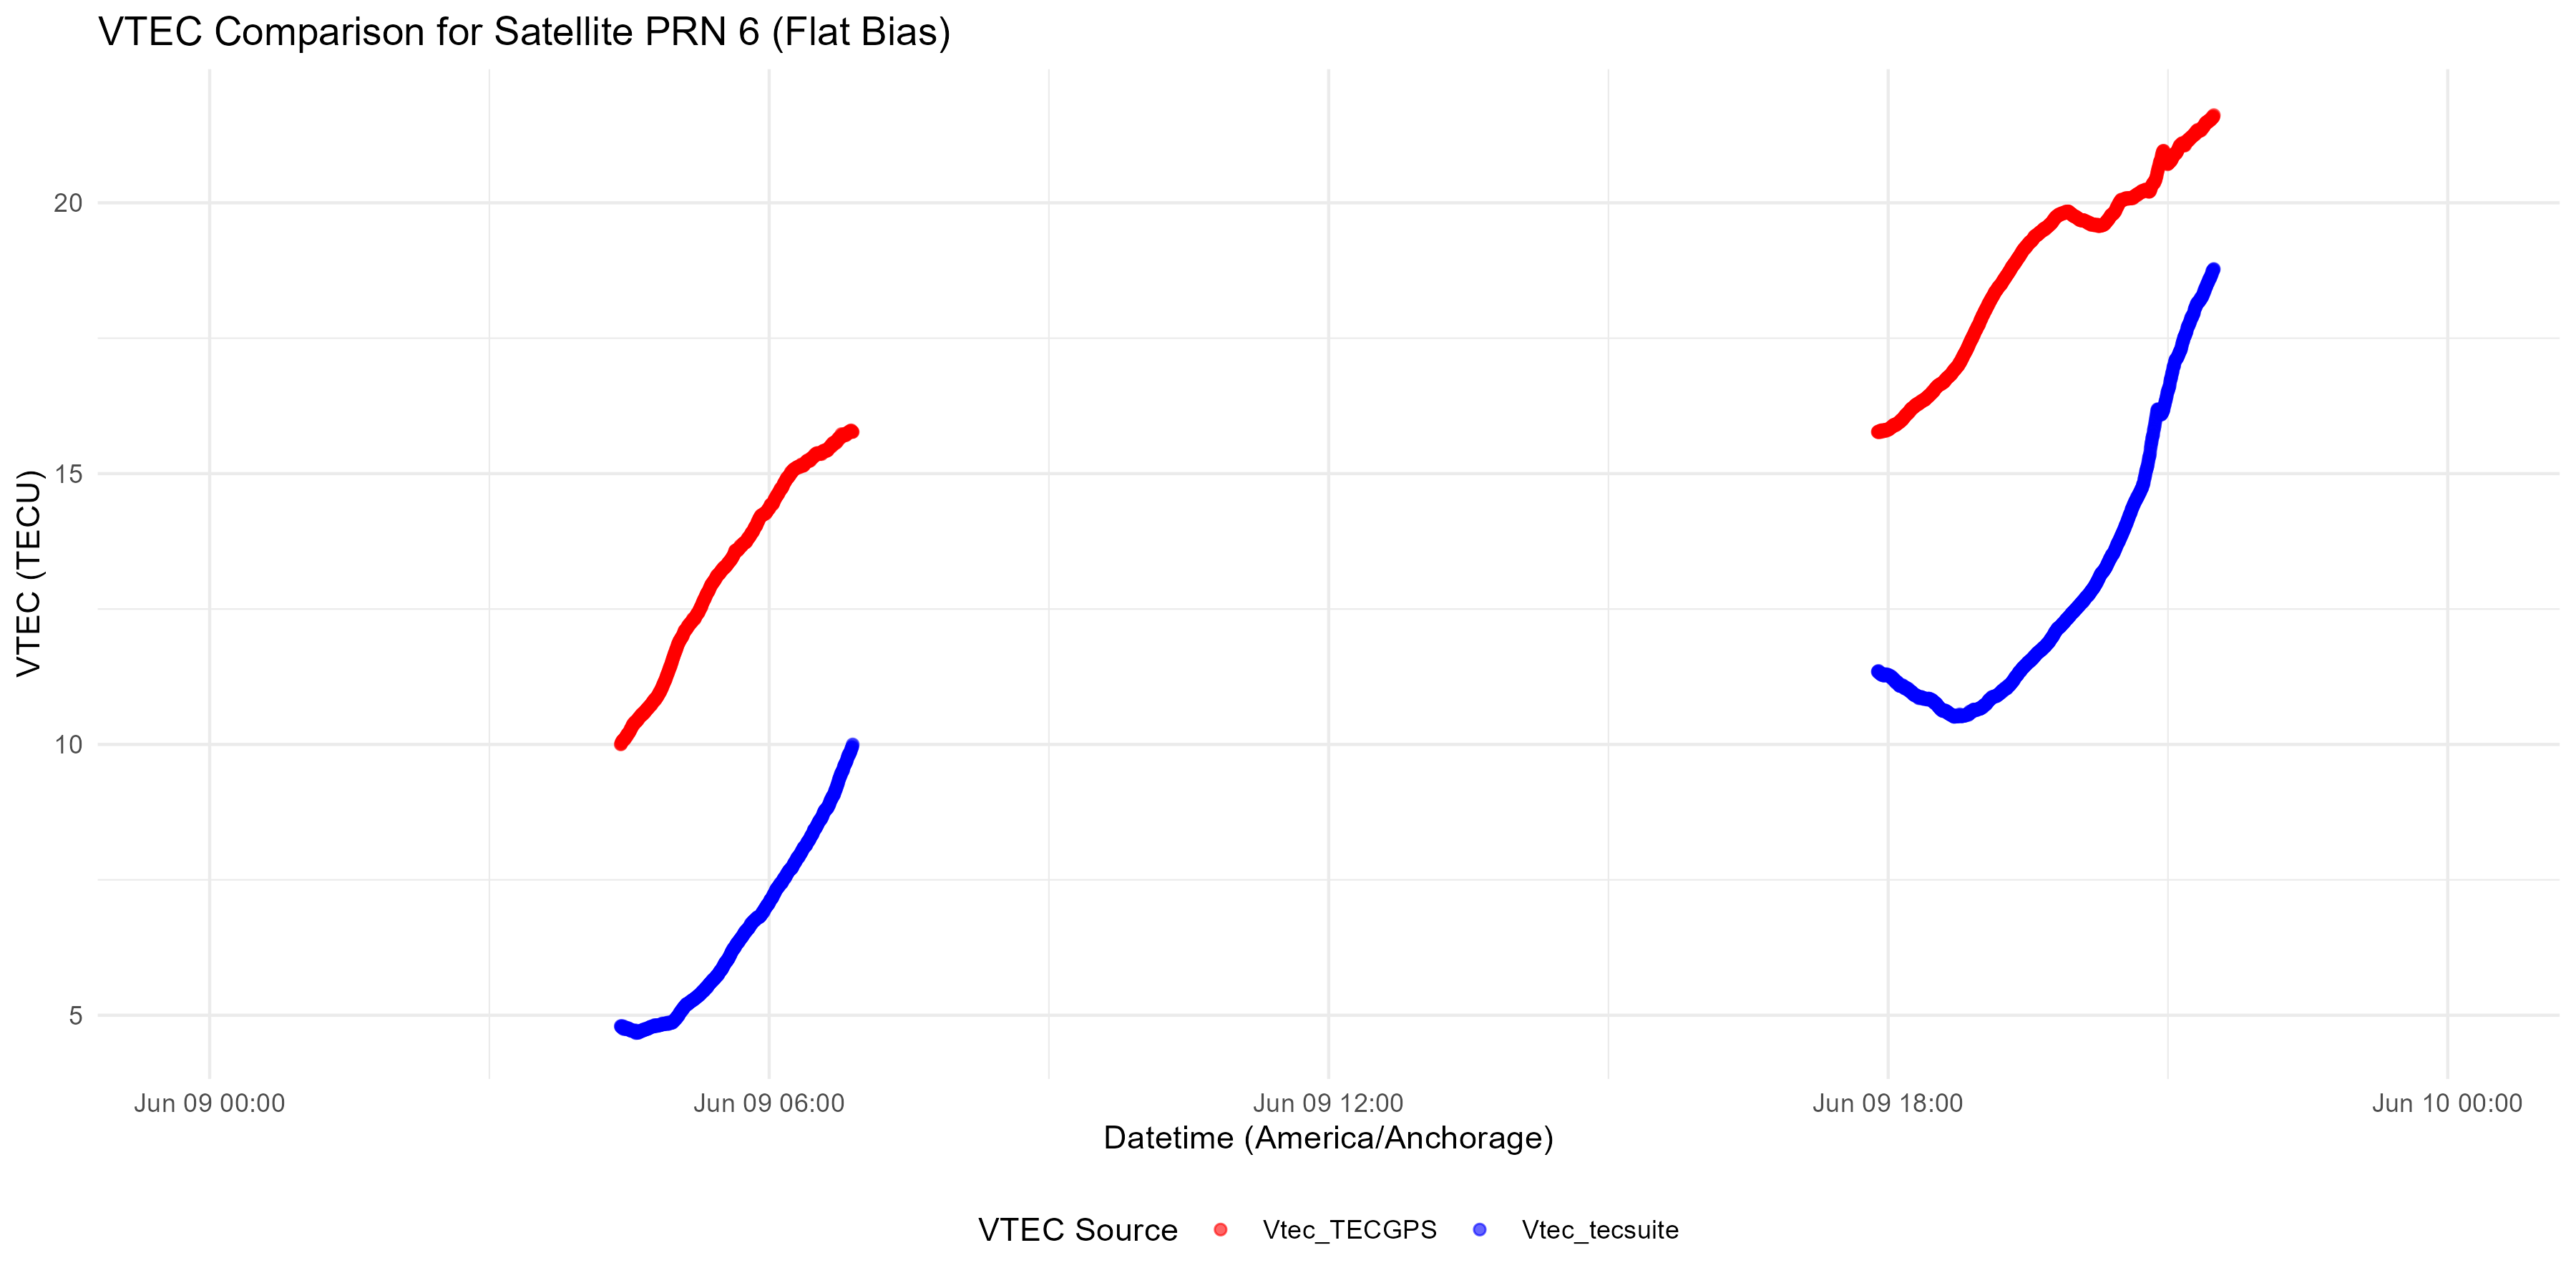 VTEC Comparison for Satellite PRN 6 (Flat Bias)
VTEC (TECU)
20
15
10
5
Jun 09 00:00 Jun 09 06:00 Jun 09 12:00 Jun 09 18:00 Jun 10 00:00
Datetime (America/Anchorage)
VTEC Source Vtec_TECGPS Vtec_tecsuite